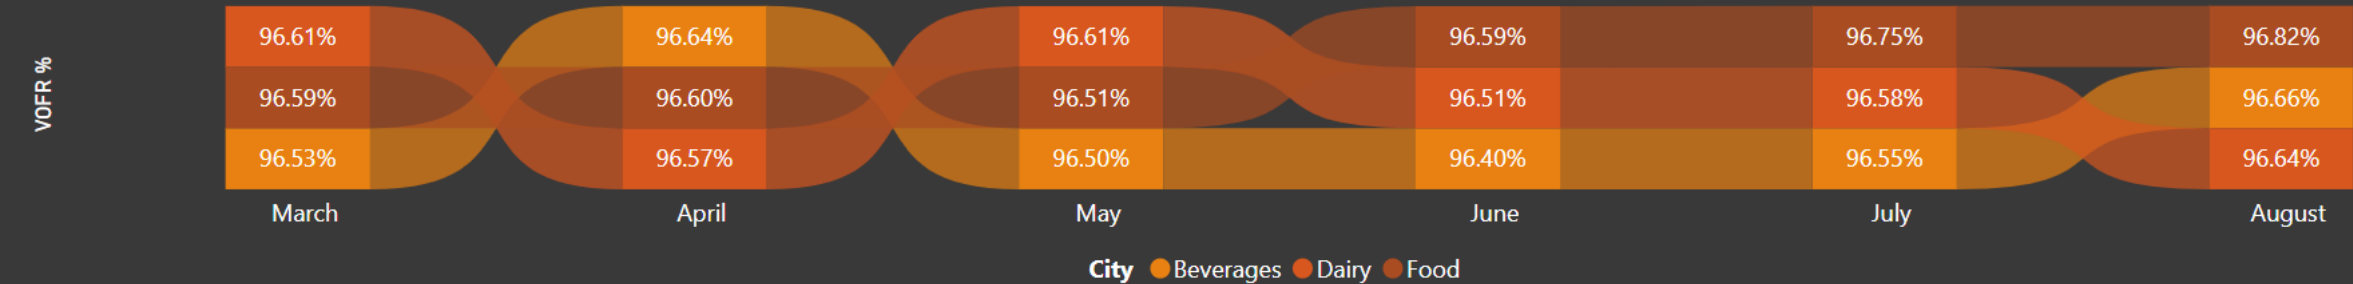 VOFR %
96.61% 96.64% 96.61% 96.59% 96.75% 96.82%
96.59% 96.60% 96.51% 96.51% 96.58% 96.66%
96.53% 96.57% 96.50% 96.40% 96.55% 96.64%
March April May June July August
City Beverages Dairy Food